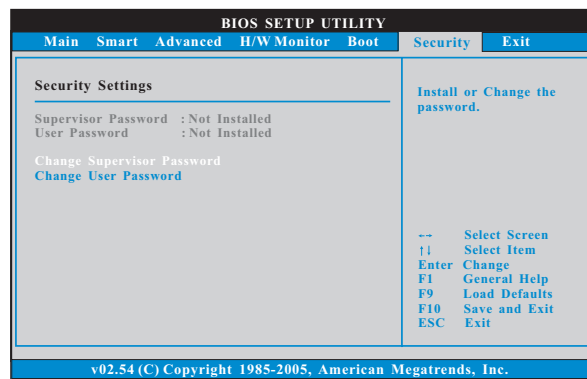 BIOS SETUP UTILITY
Main Smart Advanced H/W Monitor Boot Security Exit
Security Settings
Supervisor Password : Not Installed
User Password : Not Installed
Change Supervisor Password
Change User Password
Install or Change the
password.
←→ Select Screen
↑↓ Select Item
Enter Change
F1 General Help
F9 Load Defaults
F10 Save and Exit
ESC Exit
v02.54 (C) Copyright 1985-2005, American Megatrends, Inc.